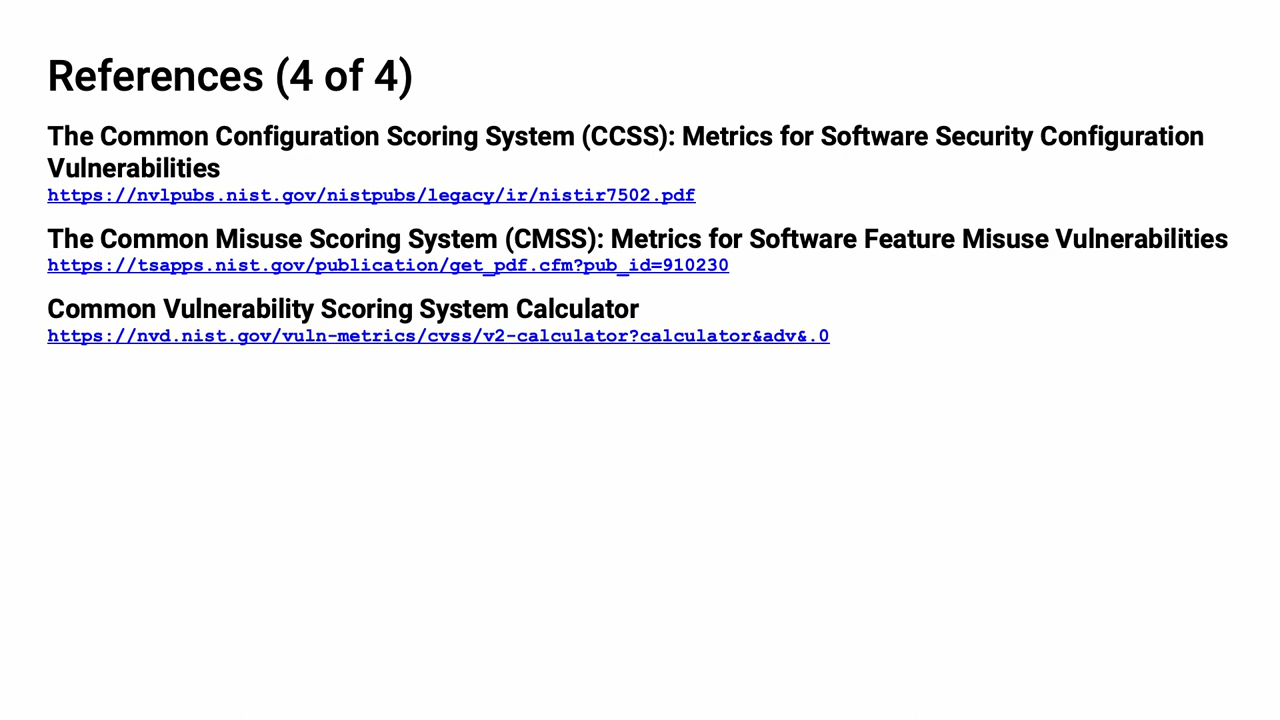 References (4 of 4)
The Common Configuration Scoring System (CCSS): Metrics for Software Security Configuration
Vulnerabilities
https://nvlpubs.nist.gov/nistpubs/legacy/ir/nistir7502.pdf
The Common Misuse Scoring System (CMSS): Metrics for Software Feature Misuse Vulnerabilities
https://tsapps.nist.gov/publication/get_pdf.cfm?pub_id=910230
Common Vulnerability Scoring System Calculator
https://nvd.nist.gov/vuln-metrics/cvss/v2-calculator?calculator&adv&.0